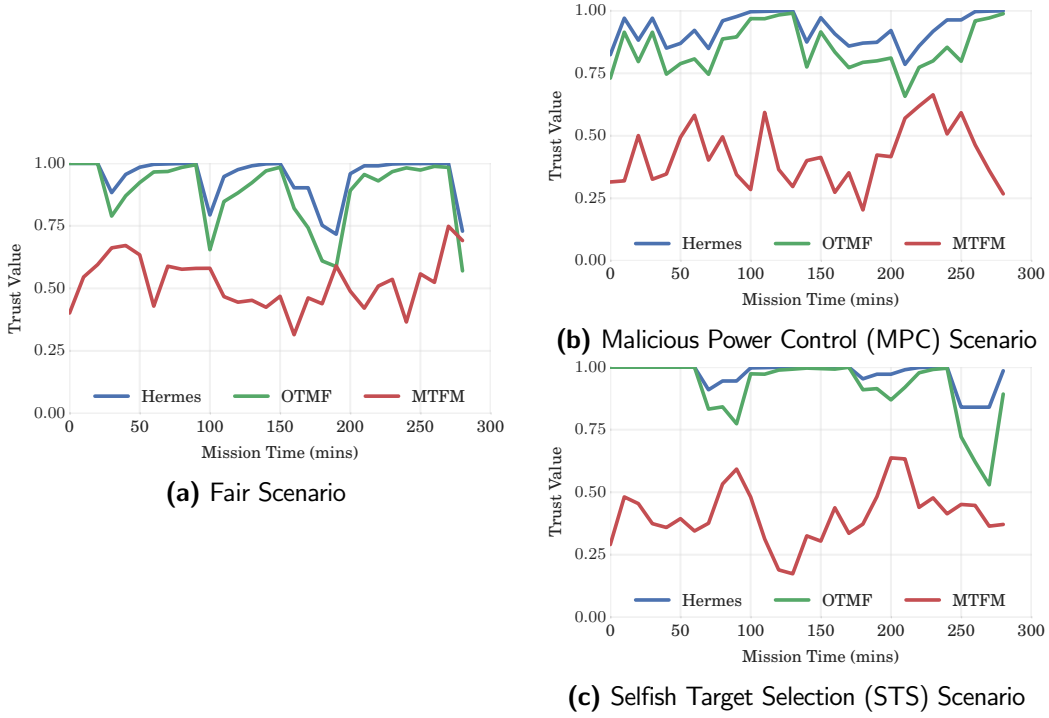 Trust Value
1.00
0.75
0.50
0.25
0.00
Hermes OTMF MTFM
0 50 100 150 200 250 300
Mission Time (mins)
(a) Fair Scenario
Trust Value
1.00
0.75
0.50
0.25
0.00
Hermes OTMF MTFM
0 50 100 150 200 250 300
Mission Time (mins)
(b) Malicious Power Control (MPC) Scenario
Trust Value
1.00
0.75
0.50
0.25
0.00
Hermes OTMF MTFM
0 50 100 150 200 250 300
Mission Time (mins)
(c) Selfish Target Selection (STS) Scenario